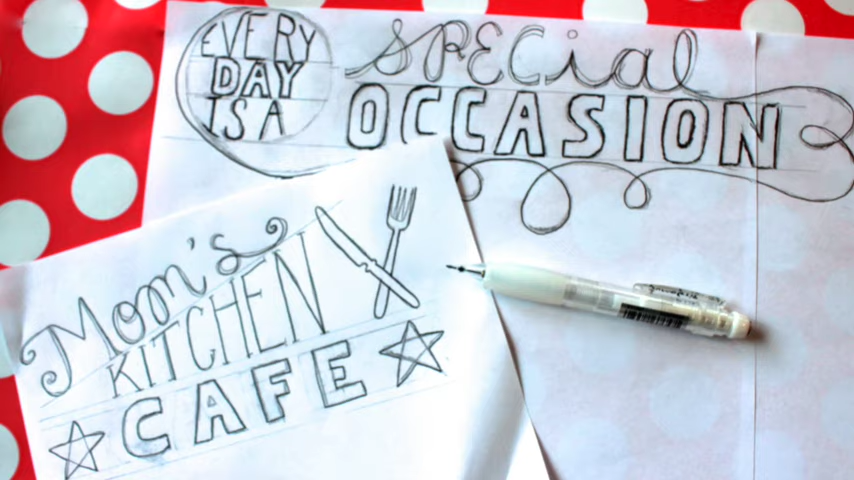 EVERY
DAY
IS A
SPECial
OCCASION
Mom's
KITCHEN
CAFE